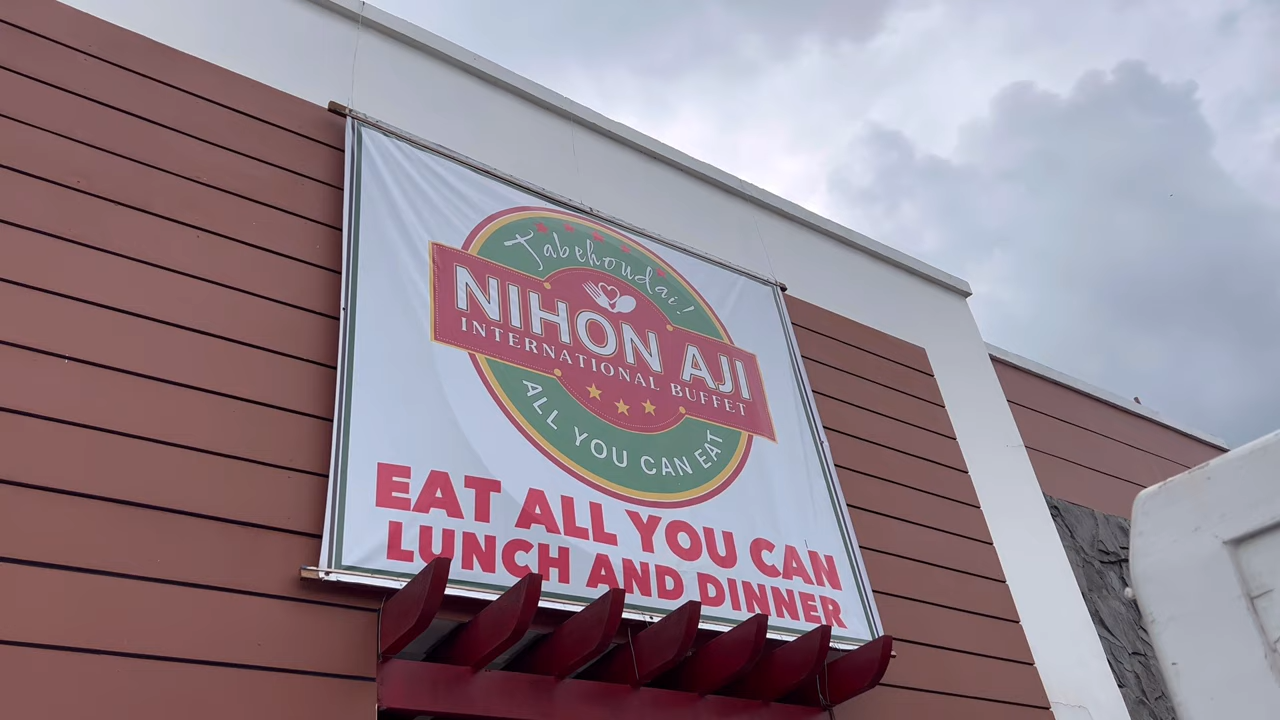 Tabehoudai!
NIHON AJI
INTERNATIONAL BUFFET
ALL YOU CAN EAT
EAT ALL YOU CAN
LUNCH AND DINNER